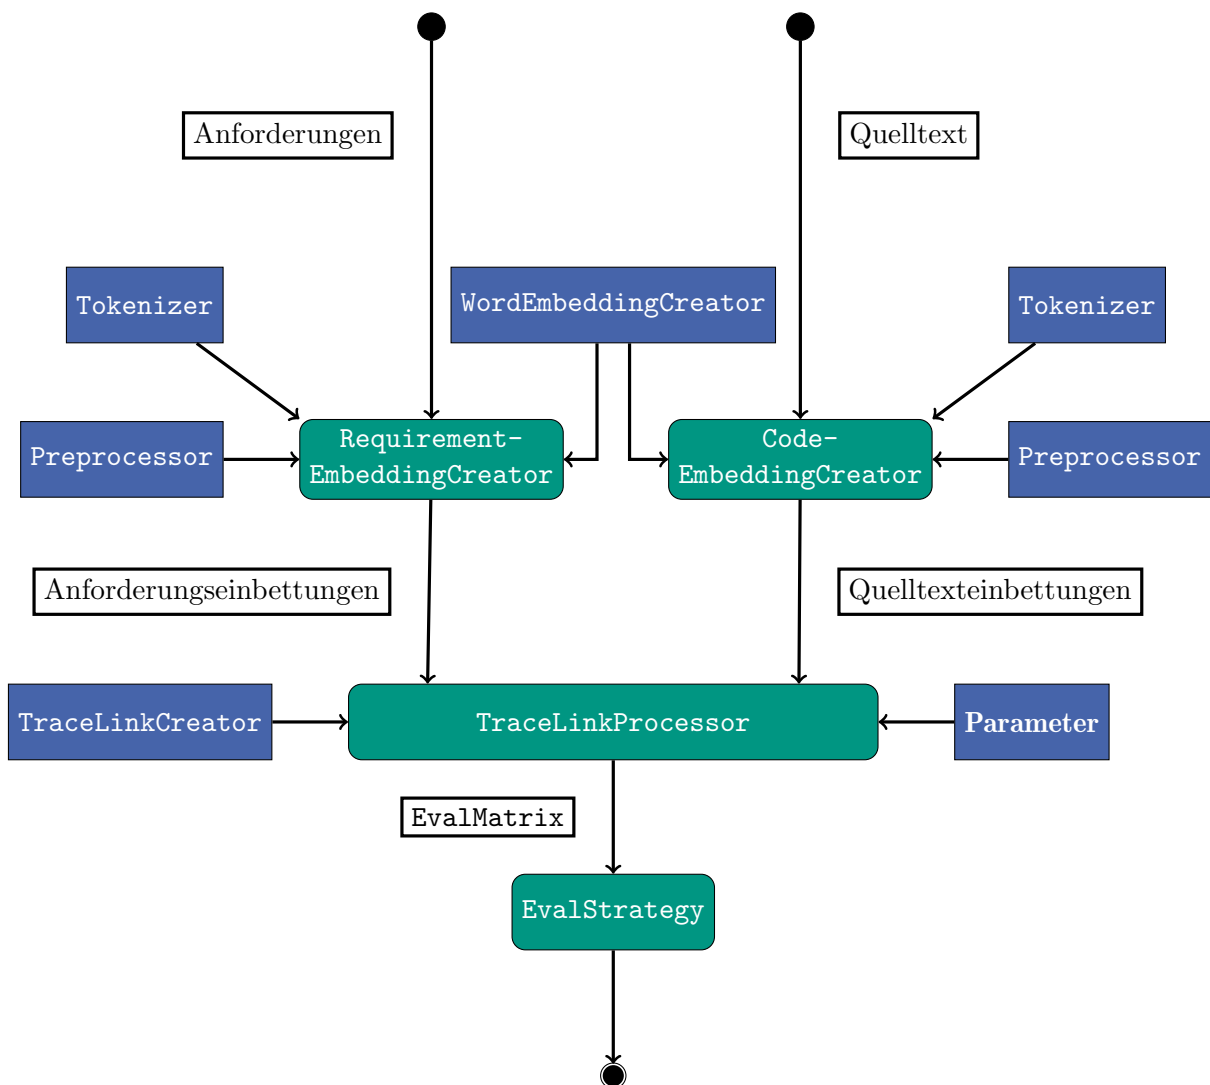 Anforderungen
Quelltext
Tokenizer
WordEmbeddingCreator
Tokenizer
Preprocessor
Requirement-
EmbeddingCreator
Code-
EmbeddingCreator
Preprocessor
Anforderungseinbettungen
Quelltexteinbettungen
TraceLinkCreator
TraceLinkProcessor
Parameter
EvalMatrix
EvalStrategy